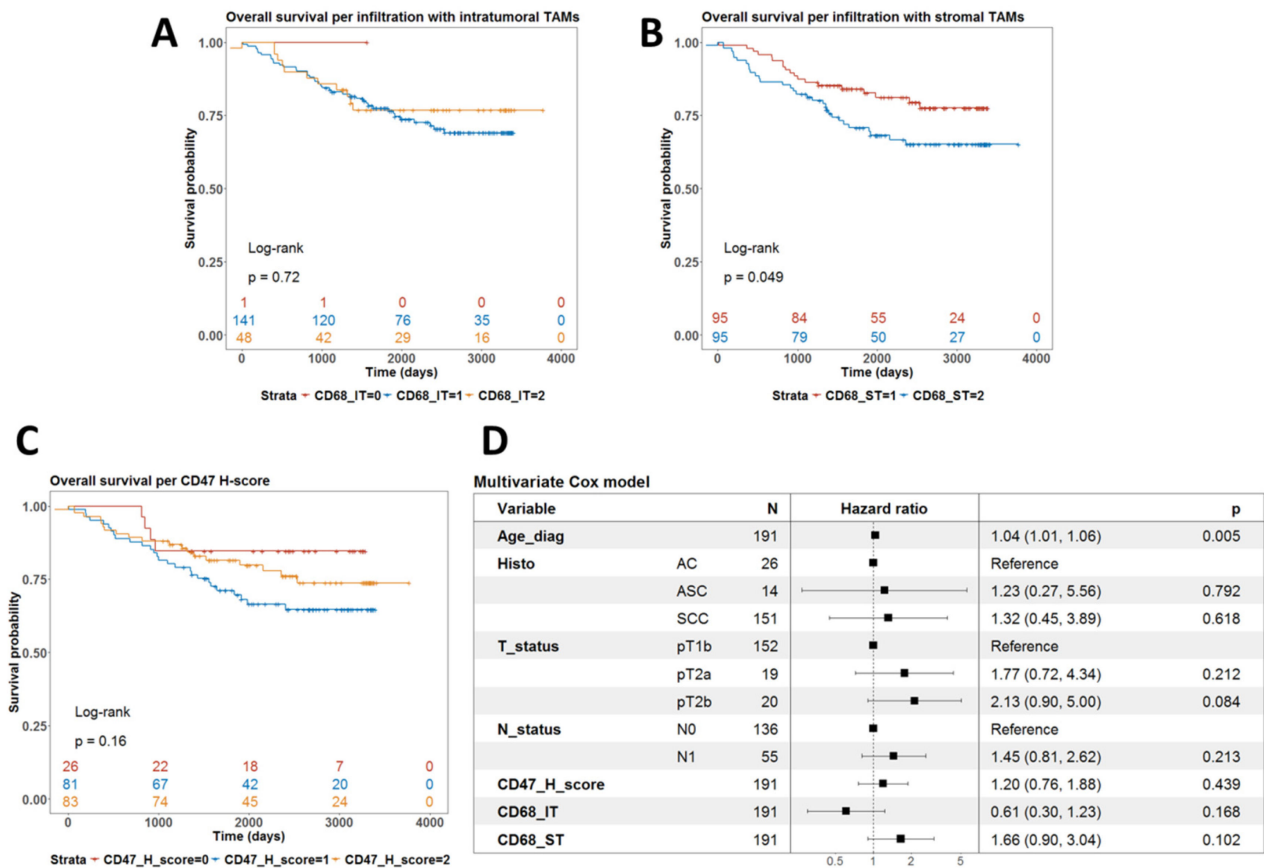 A
Overall survival per infiltration with intratumoral TAMs
Survival probability
1.00
0.75
0.50
0.25
0.00
Log-rank
p = 0.72
1 1 0 0 0
141 120 76 35 0
48 42 29 16 0
0 1000 2000 3000 4000
Time (days)
Strata CD68_IT=0 CD68_IT=1 CD68_IT=2
B
Overall survival per infiltration with stromal TAMs
Survival probability
1.00
0.75
0.50
0.25
0.00
Log-rank
p = 0.049
95 84 55 24 0
95 79 50 27 0
0 1000 2000 3000 4000
Time (days)
Strata CD68_ST=1 CD68_ST=2
C
Overall survival per CD47 H-score
Survival probability
1.00
0.75
0.50
0.25
0.00
Log-rank
p = 0.16
26 22 18 7 0
81 67 42 20 0
83 74 45 24 0
0 1000 2000 3000 4000
Time (days)
Strata CD47_H_score=0 CD47_H_score=1 CD47_H_score=2
D
Multivariate Cox model
Variable N Hazard ratio p
Age_diag 191 1.04 (1.01, 1.06) 0.005
Histo AC 26 Reference
ASC 14 1.23 (0.27, 5.56) 0.792
SCC 151 1.32 (0.45, 3.89) 0.618
T_status pT1b 152 Reference
pT2a 19 1.77 (0.72, 4.34) 0.212
pT2b 20 2.13 (0.90, 5.00) 0.084
N_status N0 136 Reference
N1 55 1.45 (0.81, 2.62) 0.213
CD47_H_score 191 1.20 (0.76, 1.88) 0.439
CD68_IT 191 0.61 (0.30, 1.23) 0.168
CD68_ST 191 1.66 (0.90, 3.04) 0.102
0.5 1 2 5